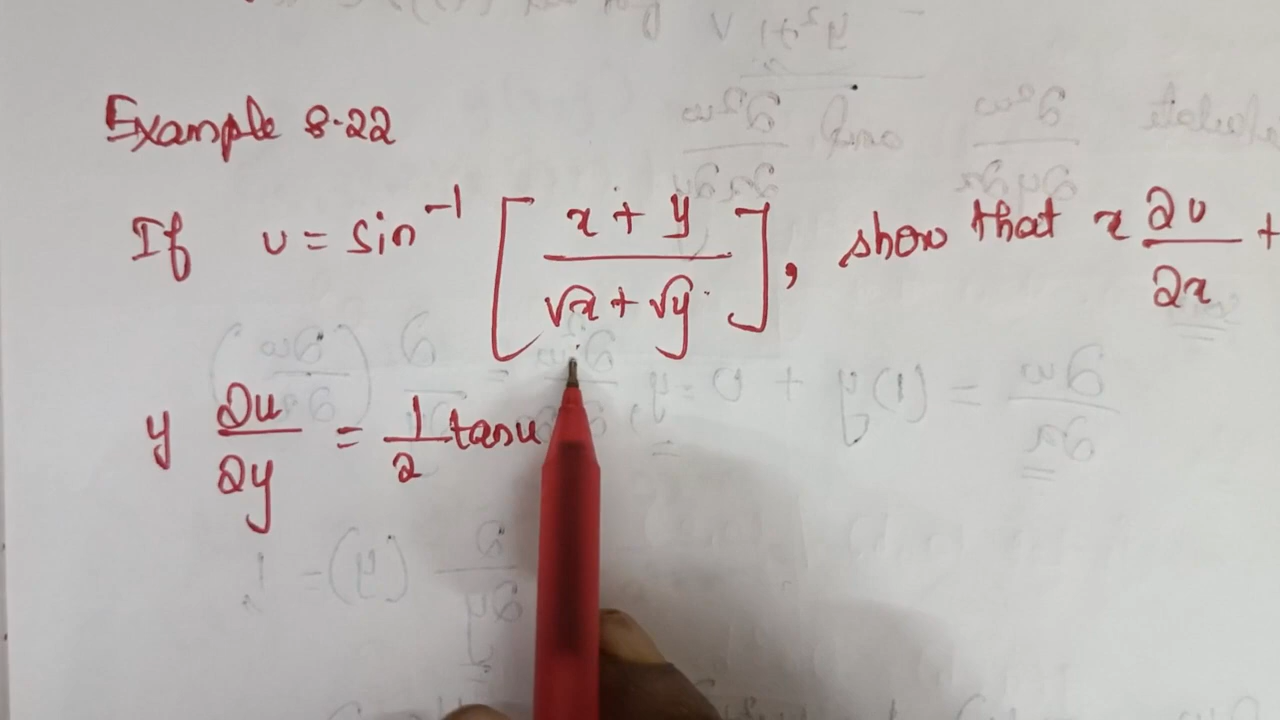 Example 8.22
If u = sin⁻¹ [ x + y / √x + √y ], show that x ∂u/∂x +
y ∂u/∂y = 1/2 tan u